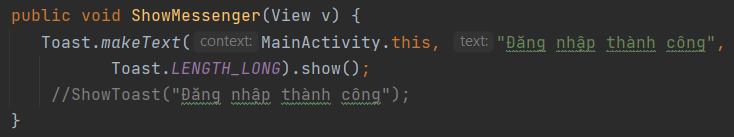 public void ShowMessenger(View v) {
Toast.makeText( context: MainActivity.this, text: "Đăng nhập thành công",
Toast.LENGTH_LONG).show();
//ShowToast("Đăng nhập thành công");
}